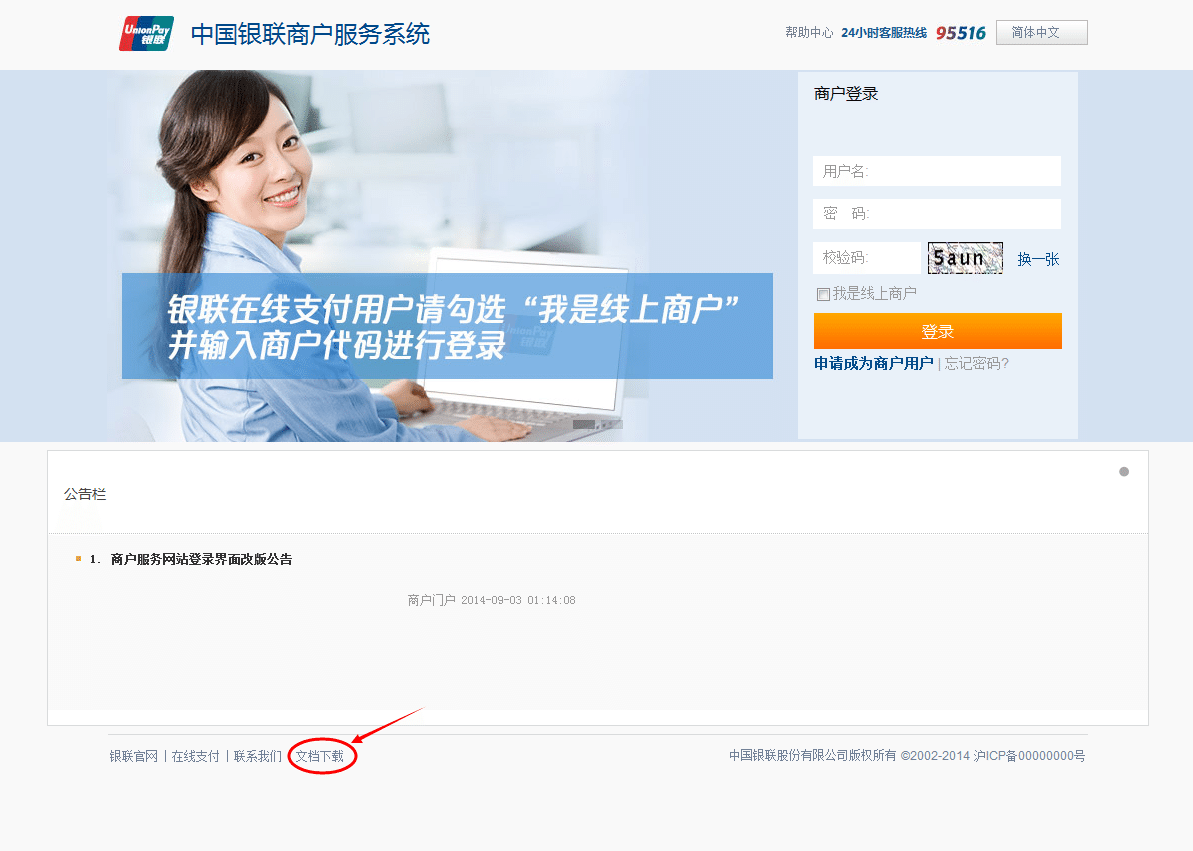 UnionPay
银联
中国银联商户服务系统
帮助中心 24小时客服热线 95516 简体中文
商户登录
用户名:
密 码:
校验码: 5aun 换一张
我是线上商户
登录
申请成为商户用户 | 忘记密码?
银联在线支付用户请勾选“我是线上商户”
并输入商户代码进行登录
UnionPay
银联
公告栏
1. 商户服务网站登录界面改版公告
商户门户 2014-09-03 01:14:08
银联官网 | 在线支付 | 联系我们 文档下载
中国银联股份有限公司版权所有 ©2002-2014 沪ICP备00000000号